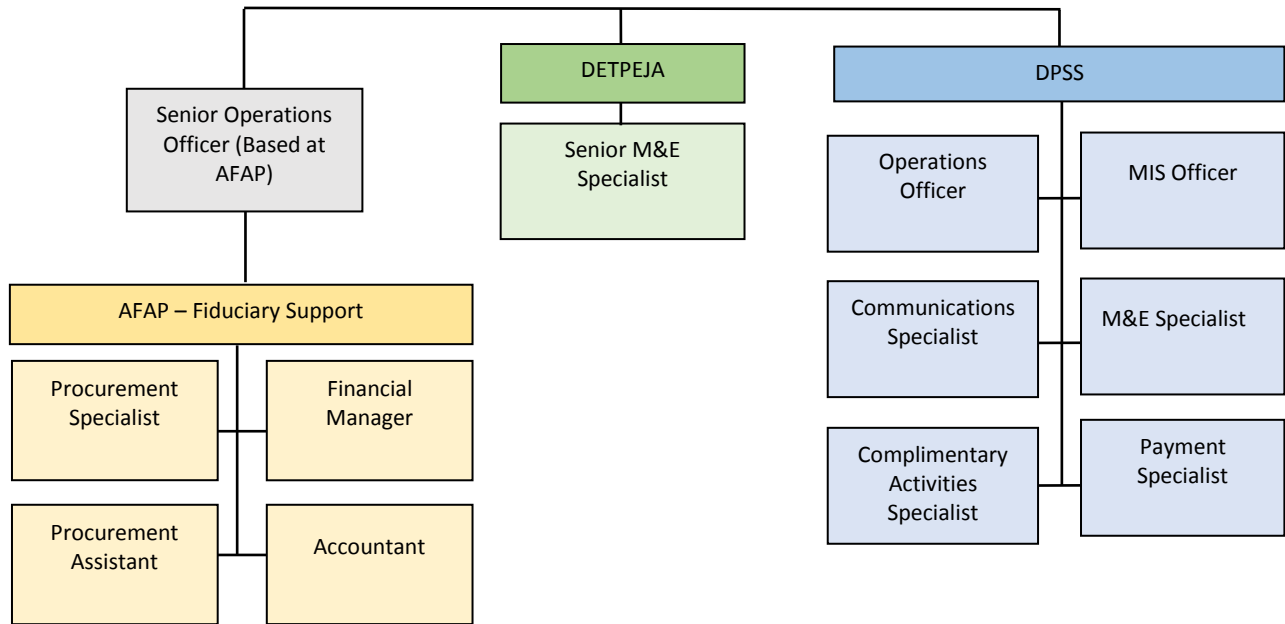 DETPEJA
DPSS
Senior Operations
Officer (Based at
AFAP)
Senior M&E
Specialist
Operations
Officer
MIS Officer
AFAP – Fiduciary Support
Communications
Specialist
M&E Specialist
Procurement
Specialist
Financial
Manager
Complimentary
Activities
Specialist
Payment
Specialist
Procurement
Assistant
Accountant